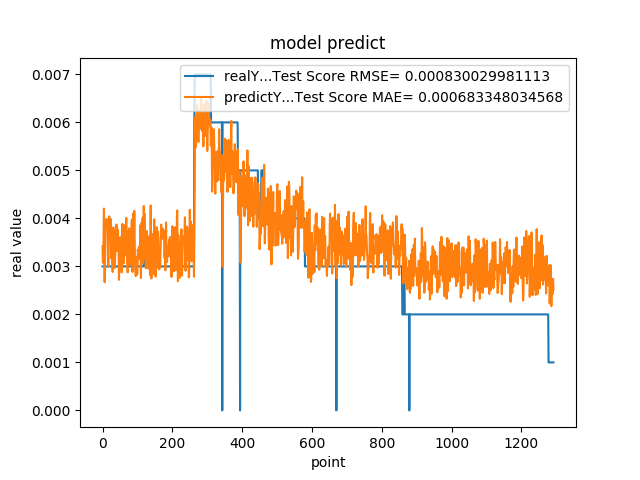 model predict
realY...Test Score RMSE= 0.000830029981113
predictY...Test Score MAE= 0.000683348034568
0.007
0.006
0.005
0.004
0.003
0.002
0.001
0.000
real value
0 200 400 600 800 1000 1200
point